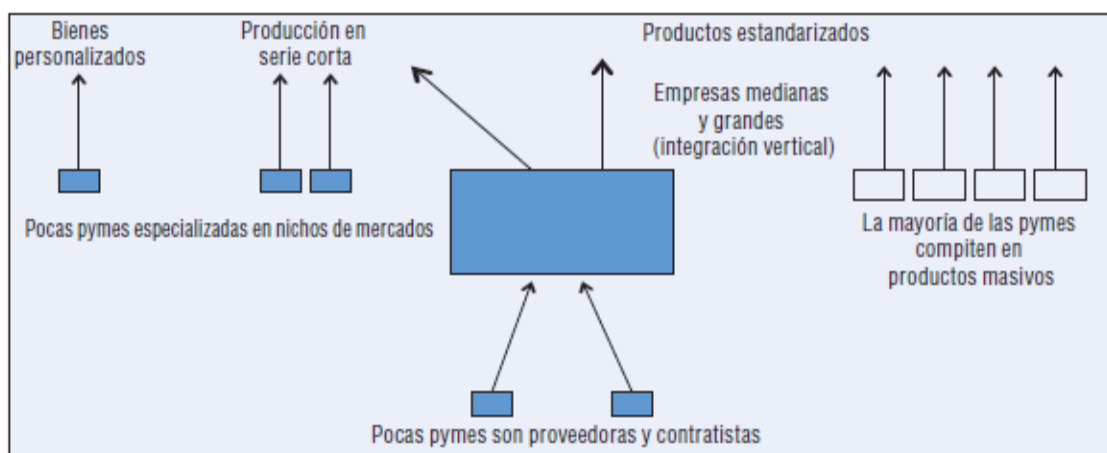 Bienes
personalizados
Producción en
serie corta
Productos estandarizados
Empresas medianas
y grandes
(integración vertical)
Pocas pymes especializadas en nichos de mercados
La mayoría de las pymes
compiten en
productos masivos
Pocas pymes son proveedoras y contratistas